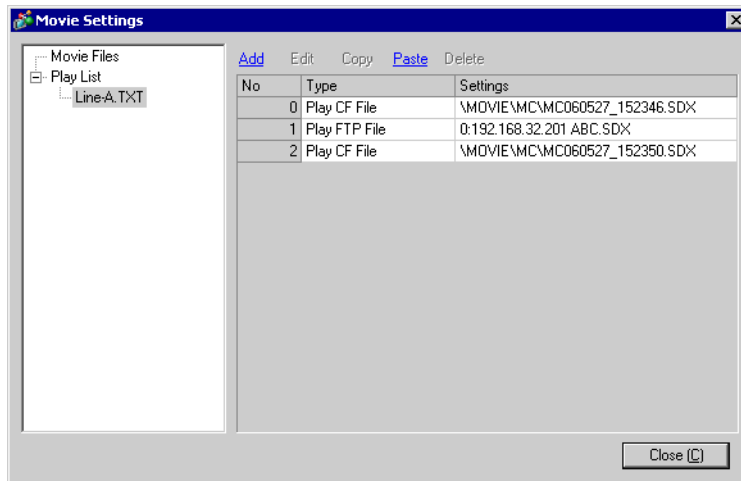 Movie Settings
Movie Files
Play List
Line-A.TXT
Add Edit Copy Paste Delete
No Type Settings
0 Play CF File \MOVIE\MC\MC060527_152346.SDX
1 Play FTP File 0:192.168.32.201 ABC.SDX
2 Play CF File \MOVIE\MC\MC060527_152350.SDX
Close (C)